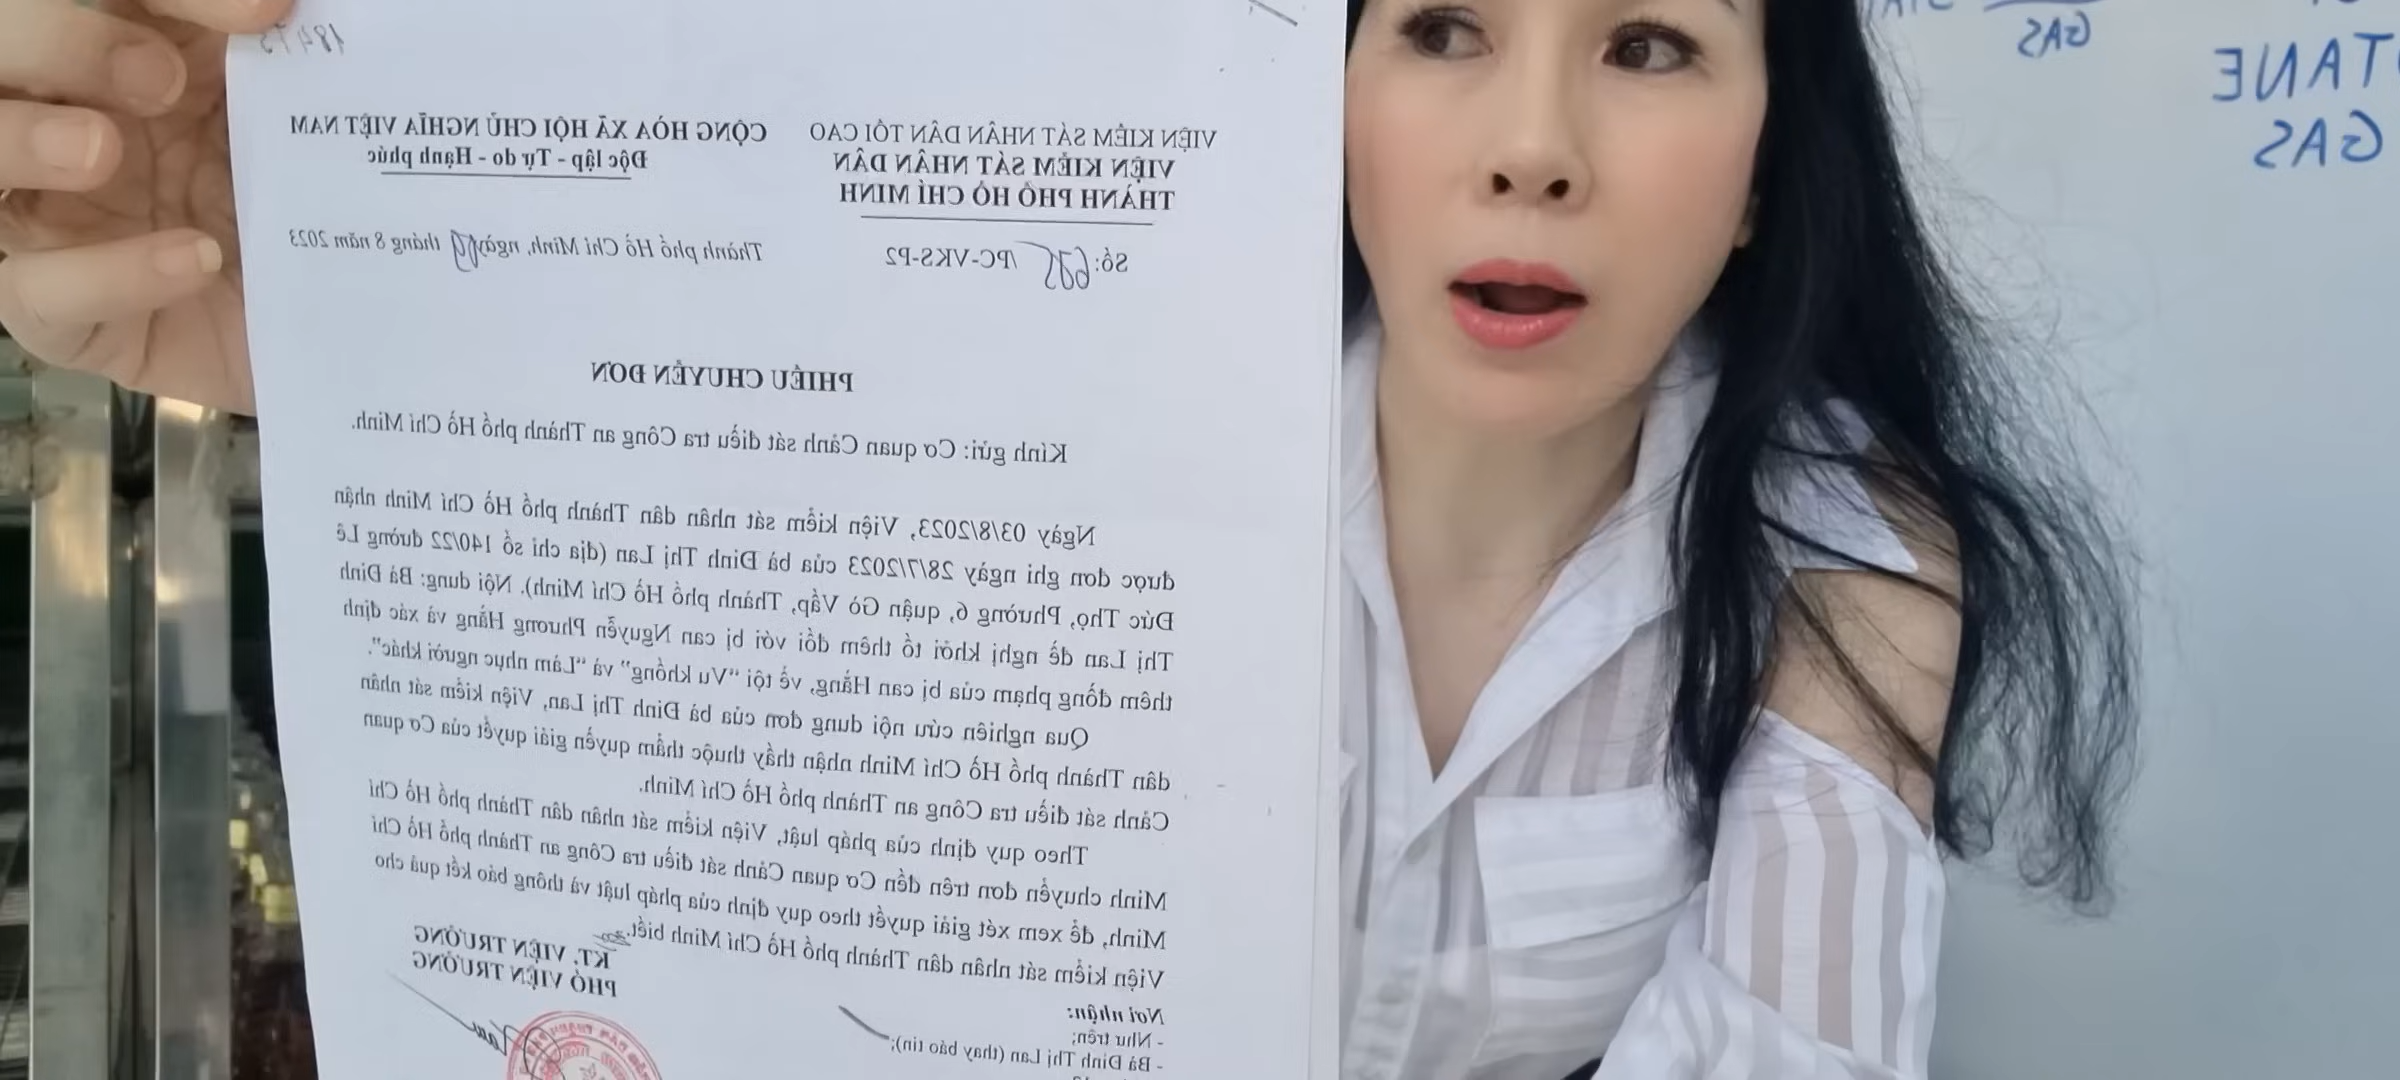 VIỆN KIỂM SÁT NHÂN DÂN TỐI CAO
VIỆN KIỂM SÁT NHÂN DÂN
THÀNH PHỐ HỒ CHÍ MINH
Số: 625 /PC-VKS-P2
CỘNG HÒA XÃ HỘI CHỦ NGHĨA VIỆT NAM
Độc lập - Tự do - Hạnh phúc
Thành phố Hồ Chí Minh, ngày tháng 8 năm 2023
PHIẾU CHUYỂN ĐƠN
Kính gửi: Cơ quan Cảnh sát điều tra Công an Thành phố Hồ Chí Minh.
Ngày 03/8/2023, Viện kiểm sát nhân dân Thành phố Hồ Chí Minh nhận
được đơn ghi ngày 28/7/2023 của bà Đinh Thị Lan (địa chỉ số 140/22 đường Lê
Đức Thọ, Phường 6, quận Gò Vấp, Thành phố Hồ Chí Minh). Nội dung: Bà Đinh
Thị Lan đề nghị khởi tố thêm đối với bị can Nguyễn Phương Hằng và xác định
thêm đồng phạm của bị can Hằng, về tội “Vu khống” và “Làm nhục người khác”.
Qua nghiên cứu nội dung đơn của bà Đinh Thị Lan, Viện kiểm sát nhân
dân Thành phố Hồ Chí Minh nhận thấy thuộc thẩm quyền giải quyết của Cơ quan
Cảnh sát điều tra Công an Thành phố Hồ Chí Minh.
Theo quy định của pháp luật, Viện kiểm sát nhân dân Thành phố Hồ Chí
Minh chuyển đơn trên đến Cơ quan Cảnh sát điều tra Công an Thành phố Hồ Chí
Minh, để xem xét giải quyết theo quy định của pháp luật và thông báo kết quả cho
Viện kiểm sát nhân dân Thành phố Hồ Chí Minh biết.
Nơi nhận:
- Như trên;
- Bà Đinh Thị Lan (thay báo tin);
KT. VIỆN TRƯỞNG
PHÓ VIỆN TRƯỞNG
GAS
TANE
GAS